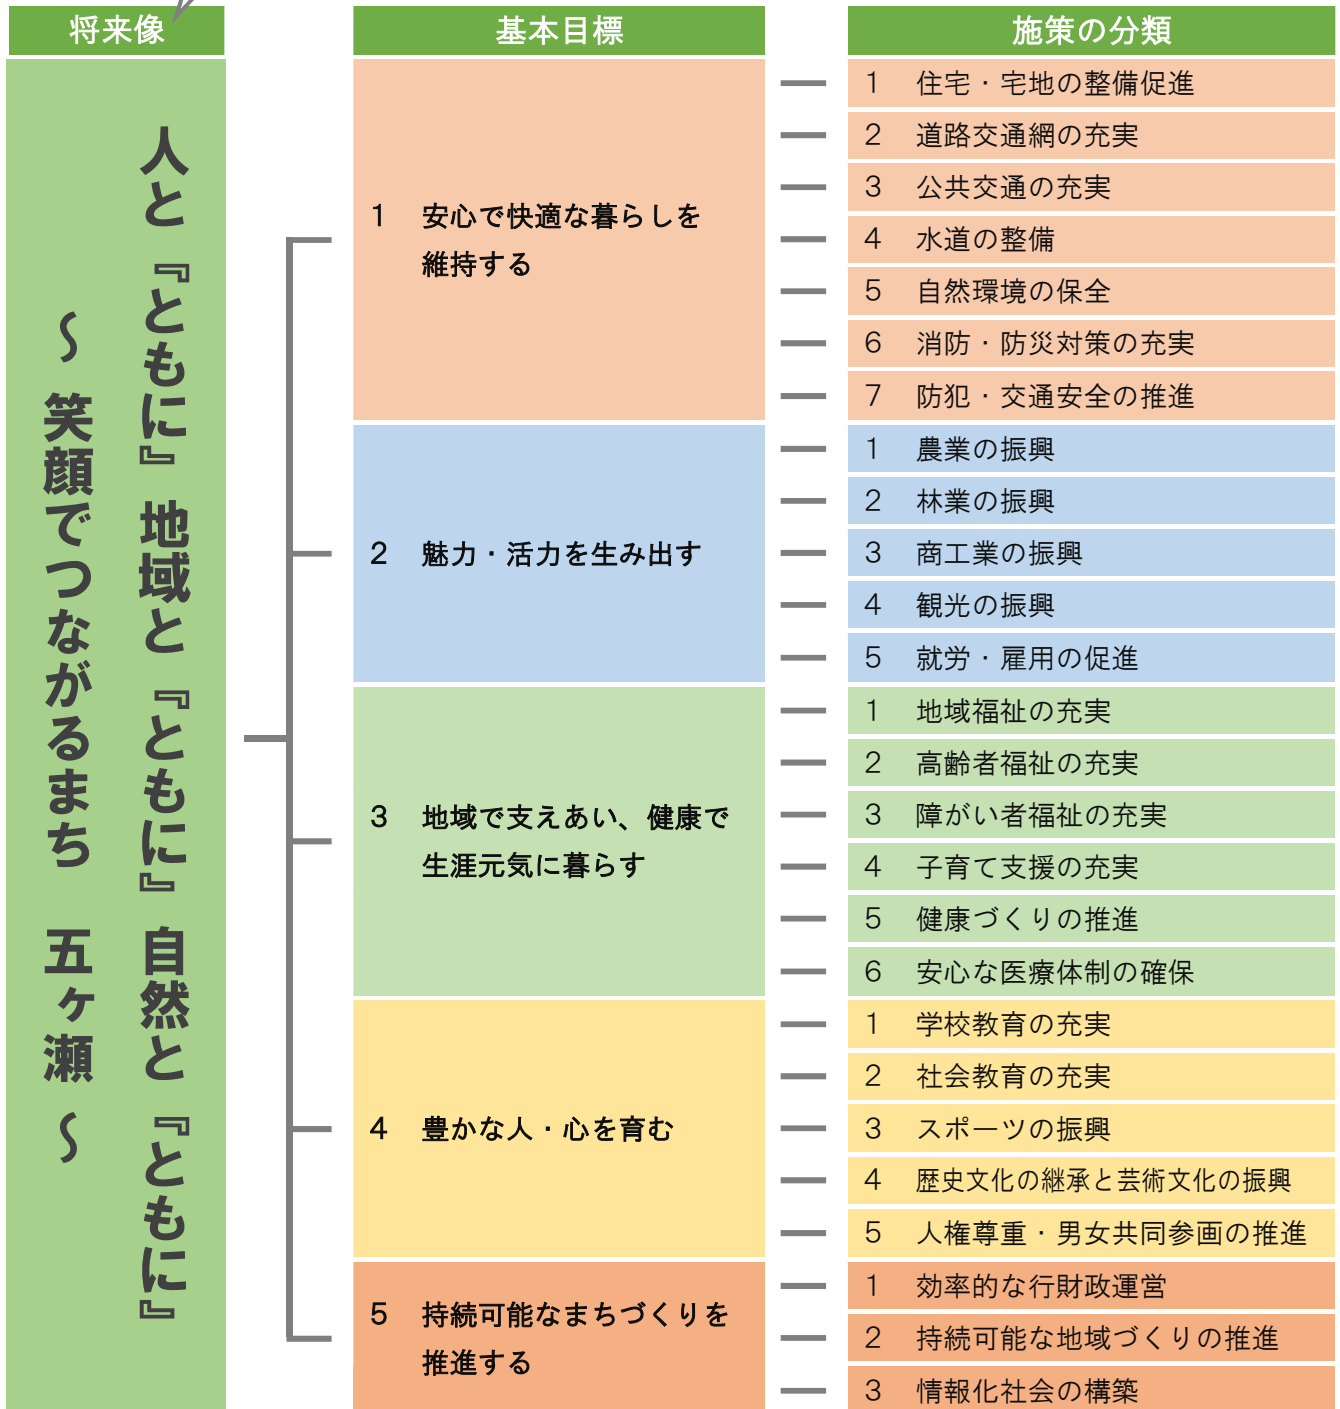 将来像
人と『ともに』地域と『ともに』自然と『ともに』
～ 笑顔でつながるまち 五ヶ瀬 ～
基本目標
施策の分類
1 安心で快適な暮らしを
維持する
1 住宅・宅地の整備促進
2 道路交通網の充実
3 公共交通の充実
4 水道の整備
5 自然環境の保全
6 消防・防災対策の充実
7 防犯・交通安全の推進
2 魅力・活力を生み出す
1 農業の振興
2 林業の振興
3 商工業の振興
4 観光の振興
5 就労・雇用の促進
3 地域で支えあい、健康で
生涯元気に暮らす
1 地域福祉の充実
2 高齢者福祉の充実
3 障がい者福祉の充実
4 子育て支援の充実
5 健康づくりの推進
6 安心な医療体制の確保
4 豊かな人・心を育む
1 学校教育の充実
2 社会教育の充実
3 スポーツの振興
4 歴史文化の継承と芸術文化の振興
5 人権尊重・男女共同参画の推進
5 持続可能なまちづくりを
推進する
1 効率的な行財政運営
2 持続可能な地域づくりの推進
3 情報化社会の構築